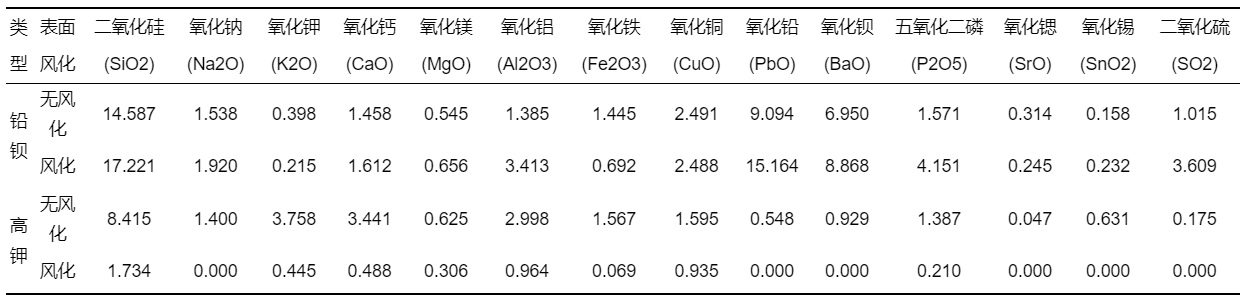 类 表面 二氧化硅 氧化钠 氧化钾 氧化钙 氧化镁 氧化铝 氧化铁 氧化铜 氧化铅 氧化钡 五氧化二磷 氧化锶 氧化锡 二氧化硫
型 风化 (SiO2) (Na2O) (K2O) (CaO) (MgO) (Al2O3) (Fe2O3) (CuO) (PbO) (BaO) (P2O5) (SrO) (SnO2) (SO2)
铅钡 无风化 14.587 1.538 0.398 1.458 0.545 1.385 1.445 2.491 9.094 6.950 1.571 0.314 0.158 1.015
风化 17.221 1.920 0.215 1.612 0.656 3.413 0.692 2.488 15.164 8.868 4.151 0.245 0.232 3.609
高钾 无风化 8.415 1.400 3.758 3.441 0.625 2.998 1.567 1.595 0.548 0.929 1.387 0.047 0.631 0.175
风化 1.734 0.000 0.445 0.488 0.306 0.964 0.069 0.935 0.000 0.000 0.210 0.000 0.000 0.000